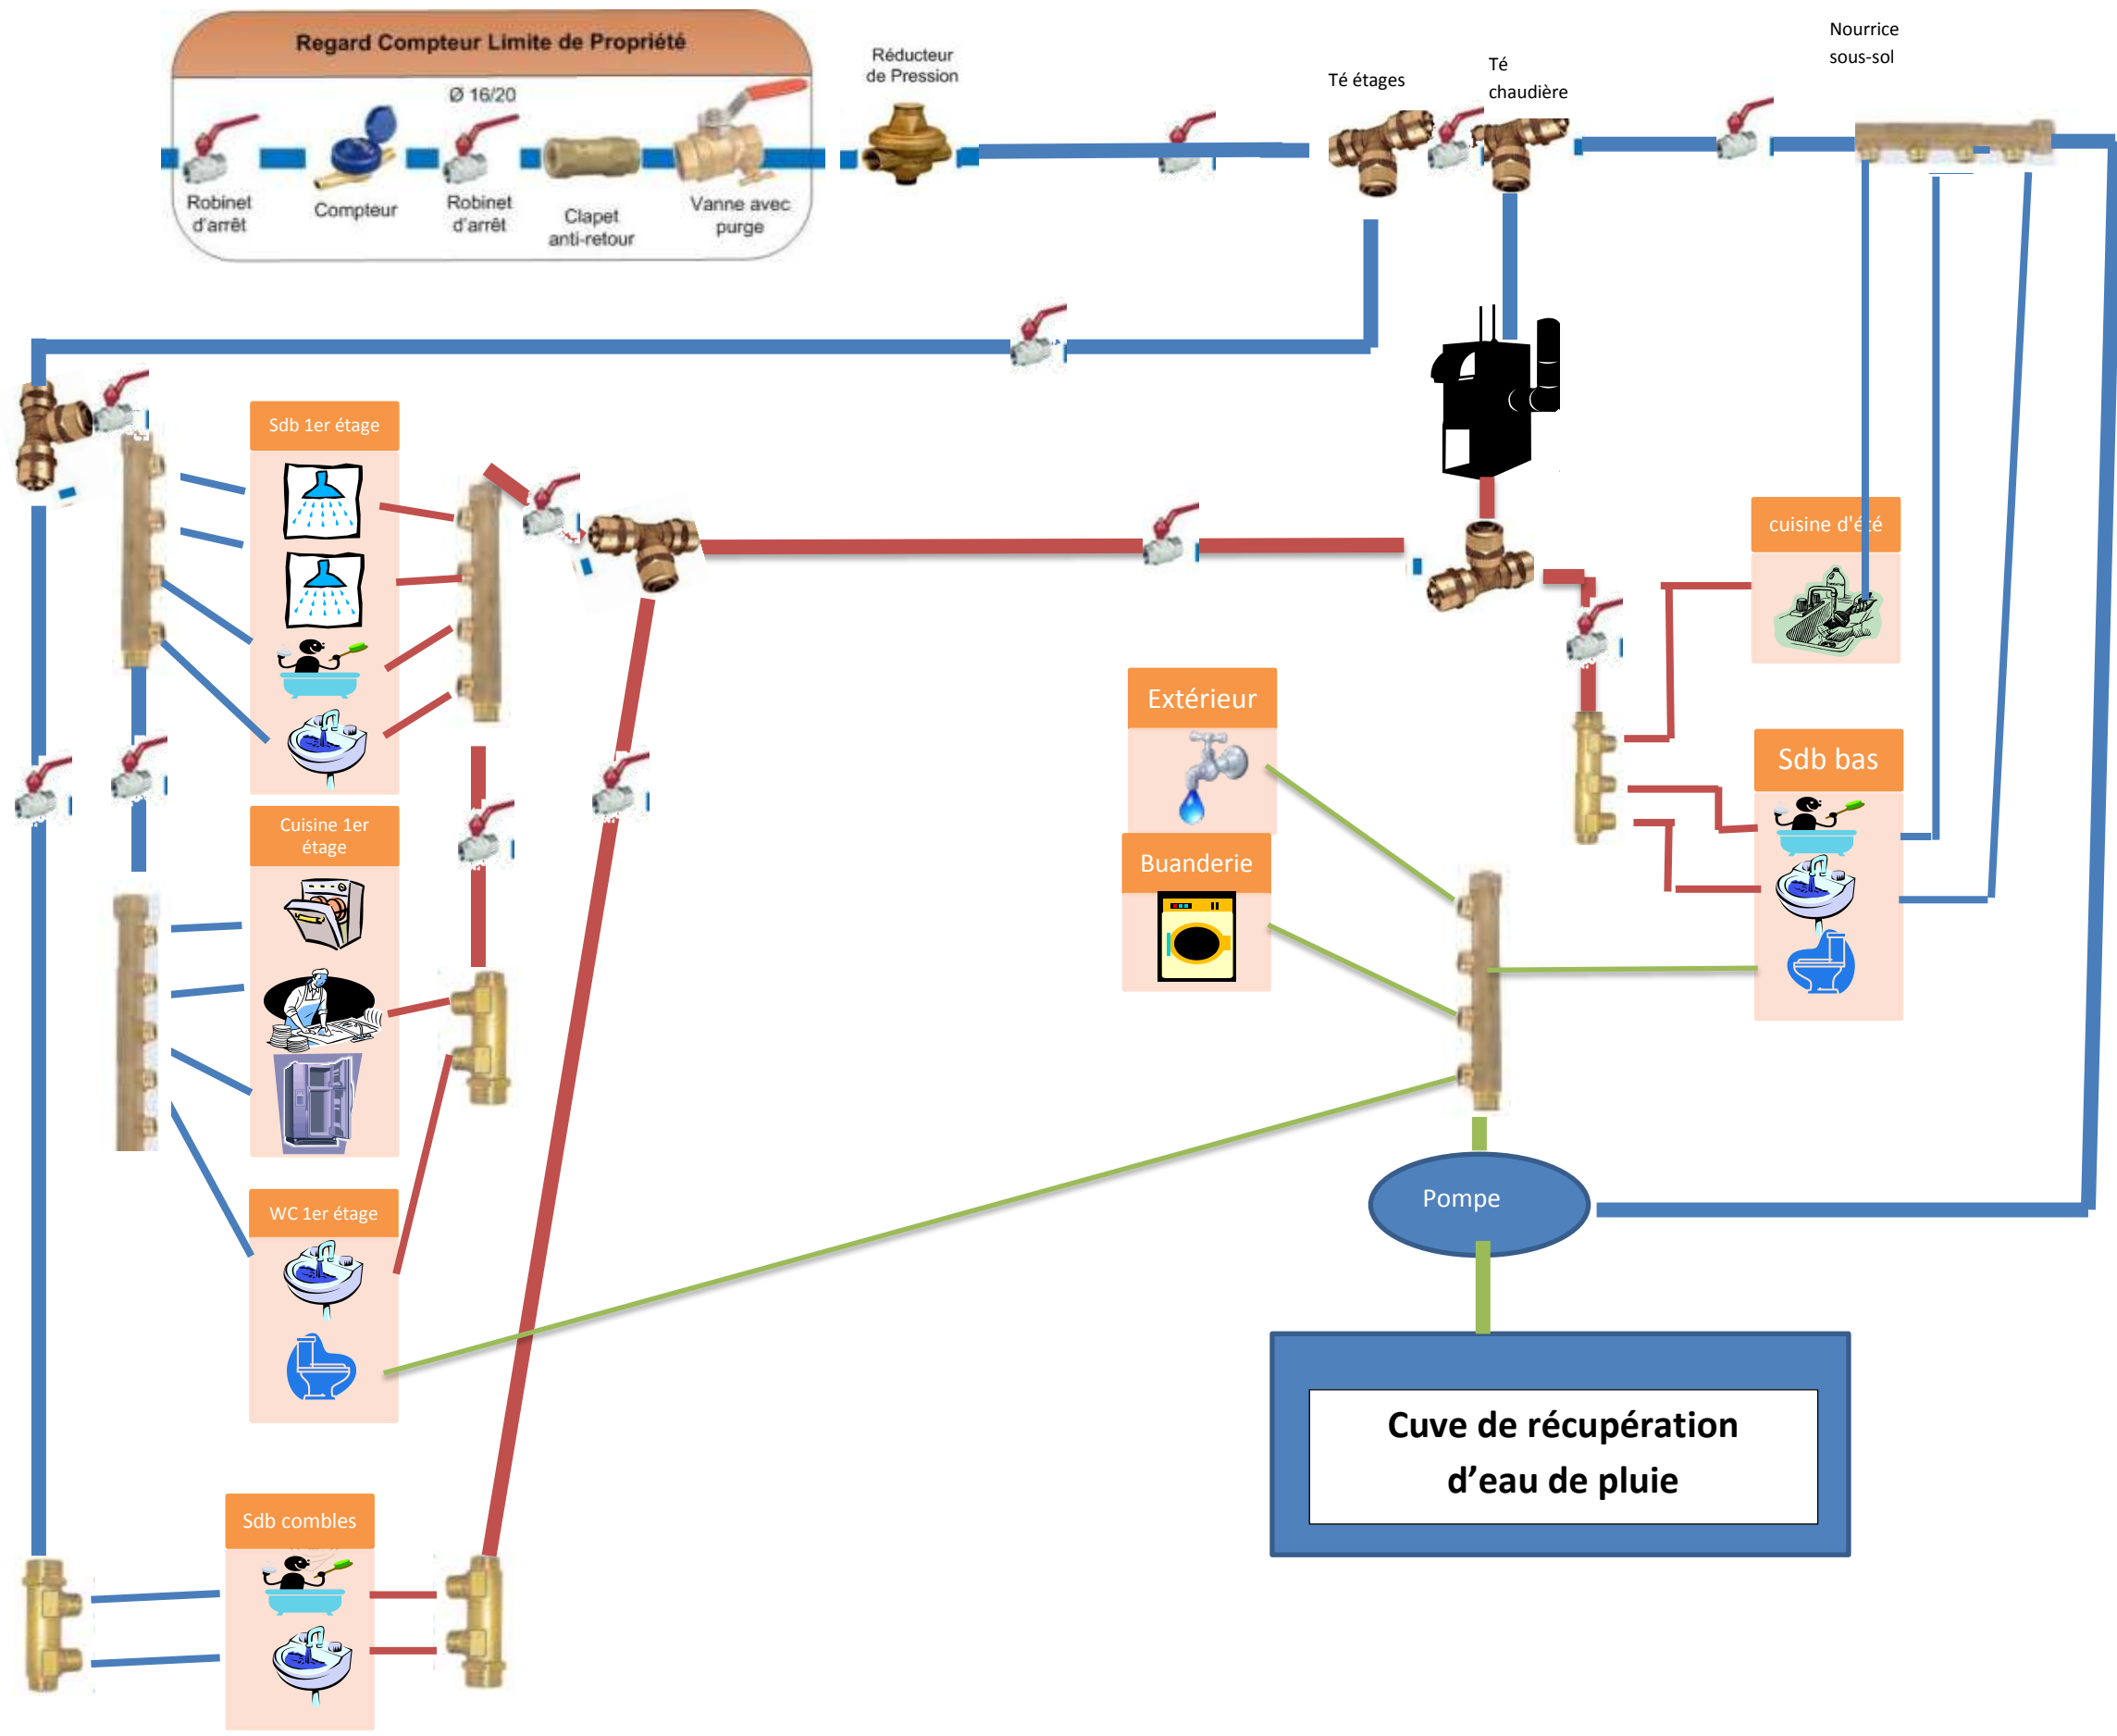 Regard Compteur Limite de Propriété
Ø 16/20
Robinet
d'arrêt
Compteur
Robinet
d'arrêt
Clapet
anti-retour
Vanne avec
purge
Réducteur
de Pression
Té étages
Té
chaudière
Nourrice
sous-sol
Sdb 1er étage
cuisine d'été
Extérieur
Sdb bas
Cuisine 1er
étage
Buanderie
WC 1er étage
Pompe
Cuve de récupération
d’eau de pluie
Sdb combles